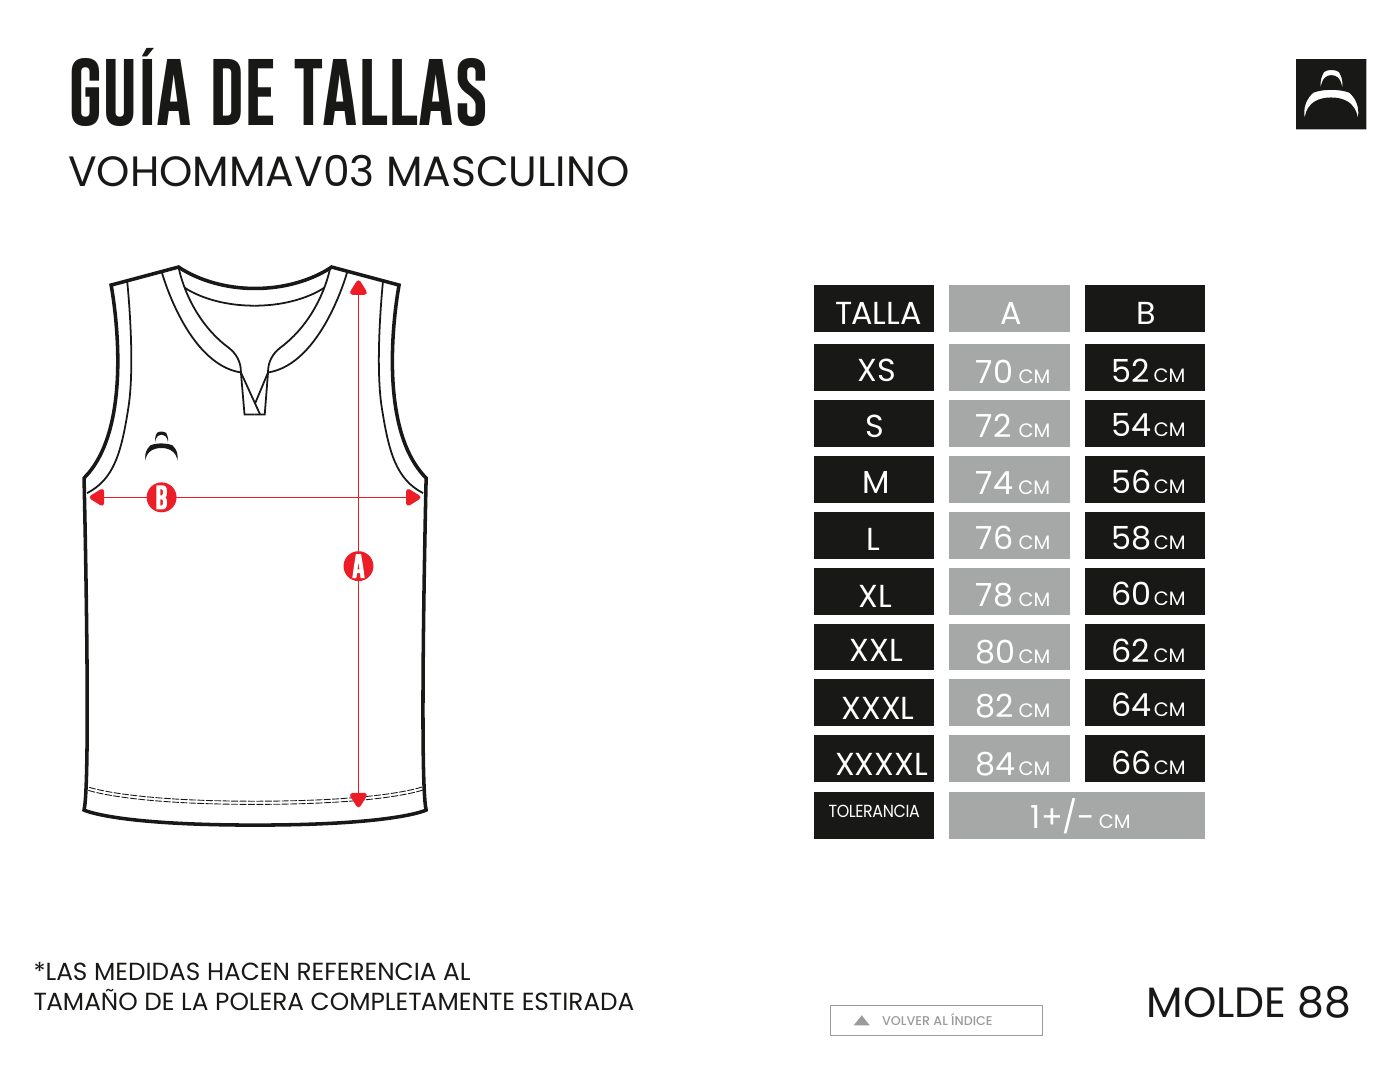 GUÍA DE TALLAS
VOHOMMAV03 MASCULINO
B
A
TALLA A B
XS 70 CM 52 CM
S 72 CM 54 CM
M 74 CM 56 CM
L 76 CM 58 CM
XL 78 CM 60 CM
XXL 80 CM 62 CM
XXXL 82 CM 64 CM
XXXXL 84 CM 66 CM
TOLERANCIA 1+/- CM
*LAS MEDIDAS HACEN REFERENCIA AL
TAMAÑO DE LA POLERA COMPLETAMENTE ESTIRADA
VOLVER AL ÍNDICE
MOLDE 88